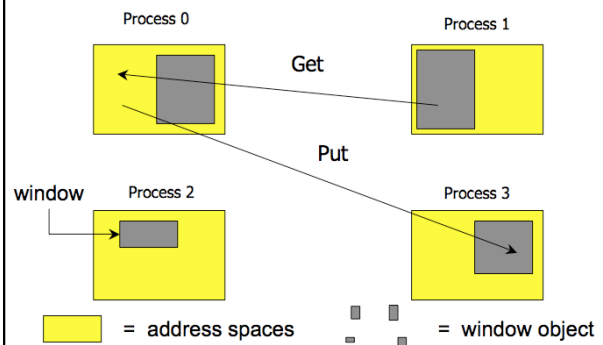 Process 0
Process 1
Get
Put
window
Process 2
Process 3
= address spaces
= window object